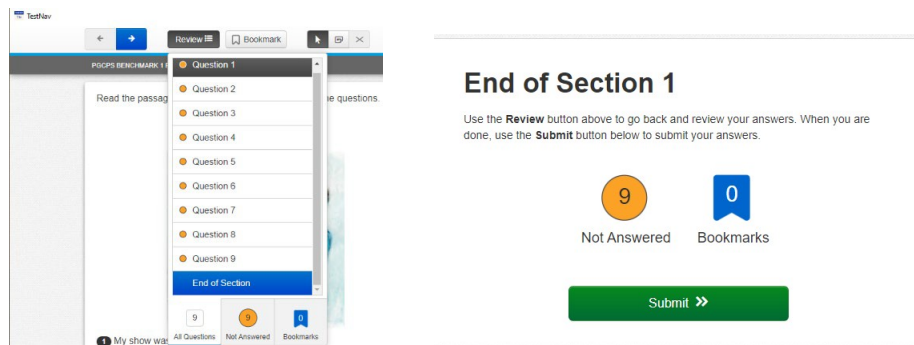 TestNav
Review
Bookmark
PGCPS BENCHMARK 1
Read the passag
e questions.
Question 1
Question 2
Question 3
Question 4
Question 5
Question 6
Question 7
Question 8
Question 9
End of Section
9
9
0
All Questions
Not Answered
Bookmarks
1 My show was
End of Section 1
Use the Review button above to go back and review your answers. When you are
done, use the Submit button below to submit your answers.
9
0
Not Answered
Bookmarks
Submit